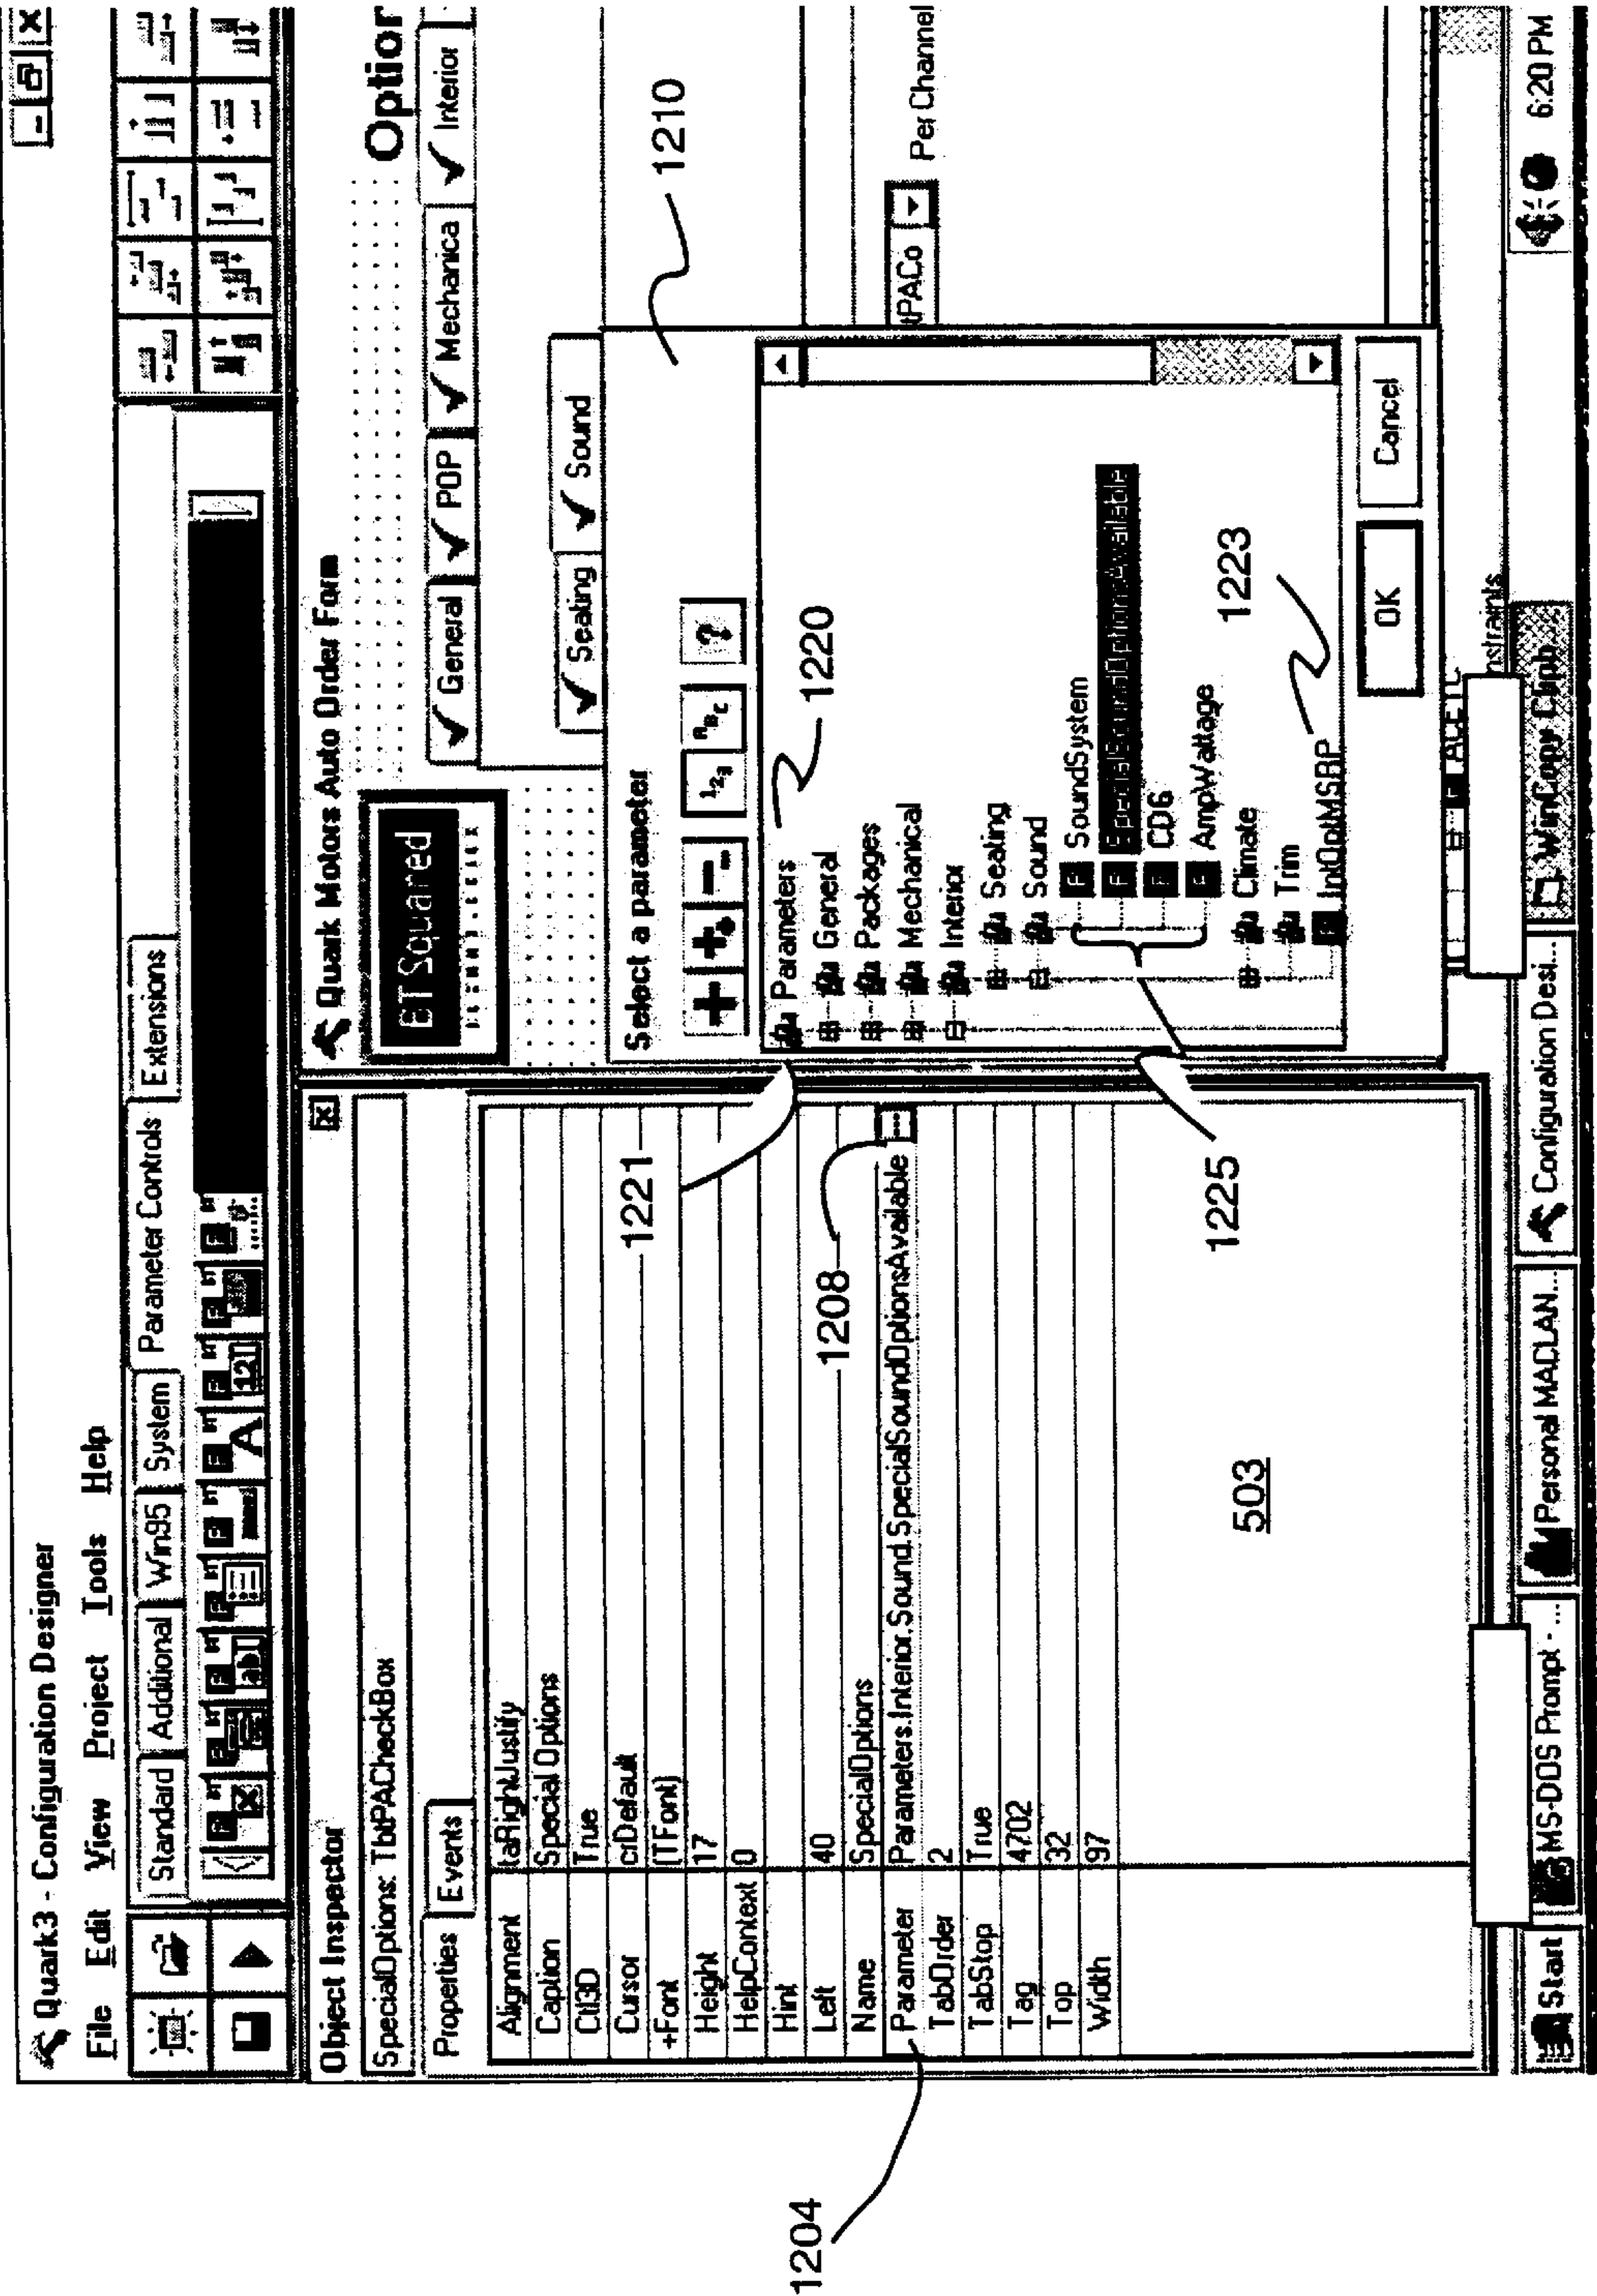 Quark3 - Configuration Designer
File Edit View Project Tools Help
Standard Additional Win95 System Parameter Controls Extensions
Object Inspector
SpecialOptions: TbtPACheckBox
Properties Events
Alignment taRightJustify
Caption Special Options
Ctl3D True
Cursor crDefault
+Font (TFont)
Height 17
HelpContext 0
Hint
Left 40
Name SpecialOptions
Parameter Parameters.Interior.Sound.SpecialSoundOptionsAvailable ...
TabOrder 2
TabStop True
Tag 4702
Top 32
Width 97
503
1204
1208
1221
1225
Quark Motors Auto Order Form
BT Squared
Option
General POP Mechanica Interior
Seating Sound
1210
Select a parameter
123 ABC ?
1220
Parameters
General
Packages
Mechanical
Interior
Seating
Sound
SoundSystem
SpecialSoundOptionsAvailable
CD6
AmpWattage
Climate
Trim
IntOptMSRP
1223
OK Cancel
tPACo Per Channel
nstraints
Start MS-DOS Prompt - ... Personal MACLAN... Configuration Desi... WinCopy Clipb 6:20 PM